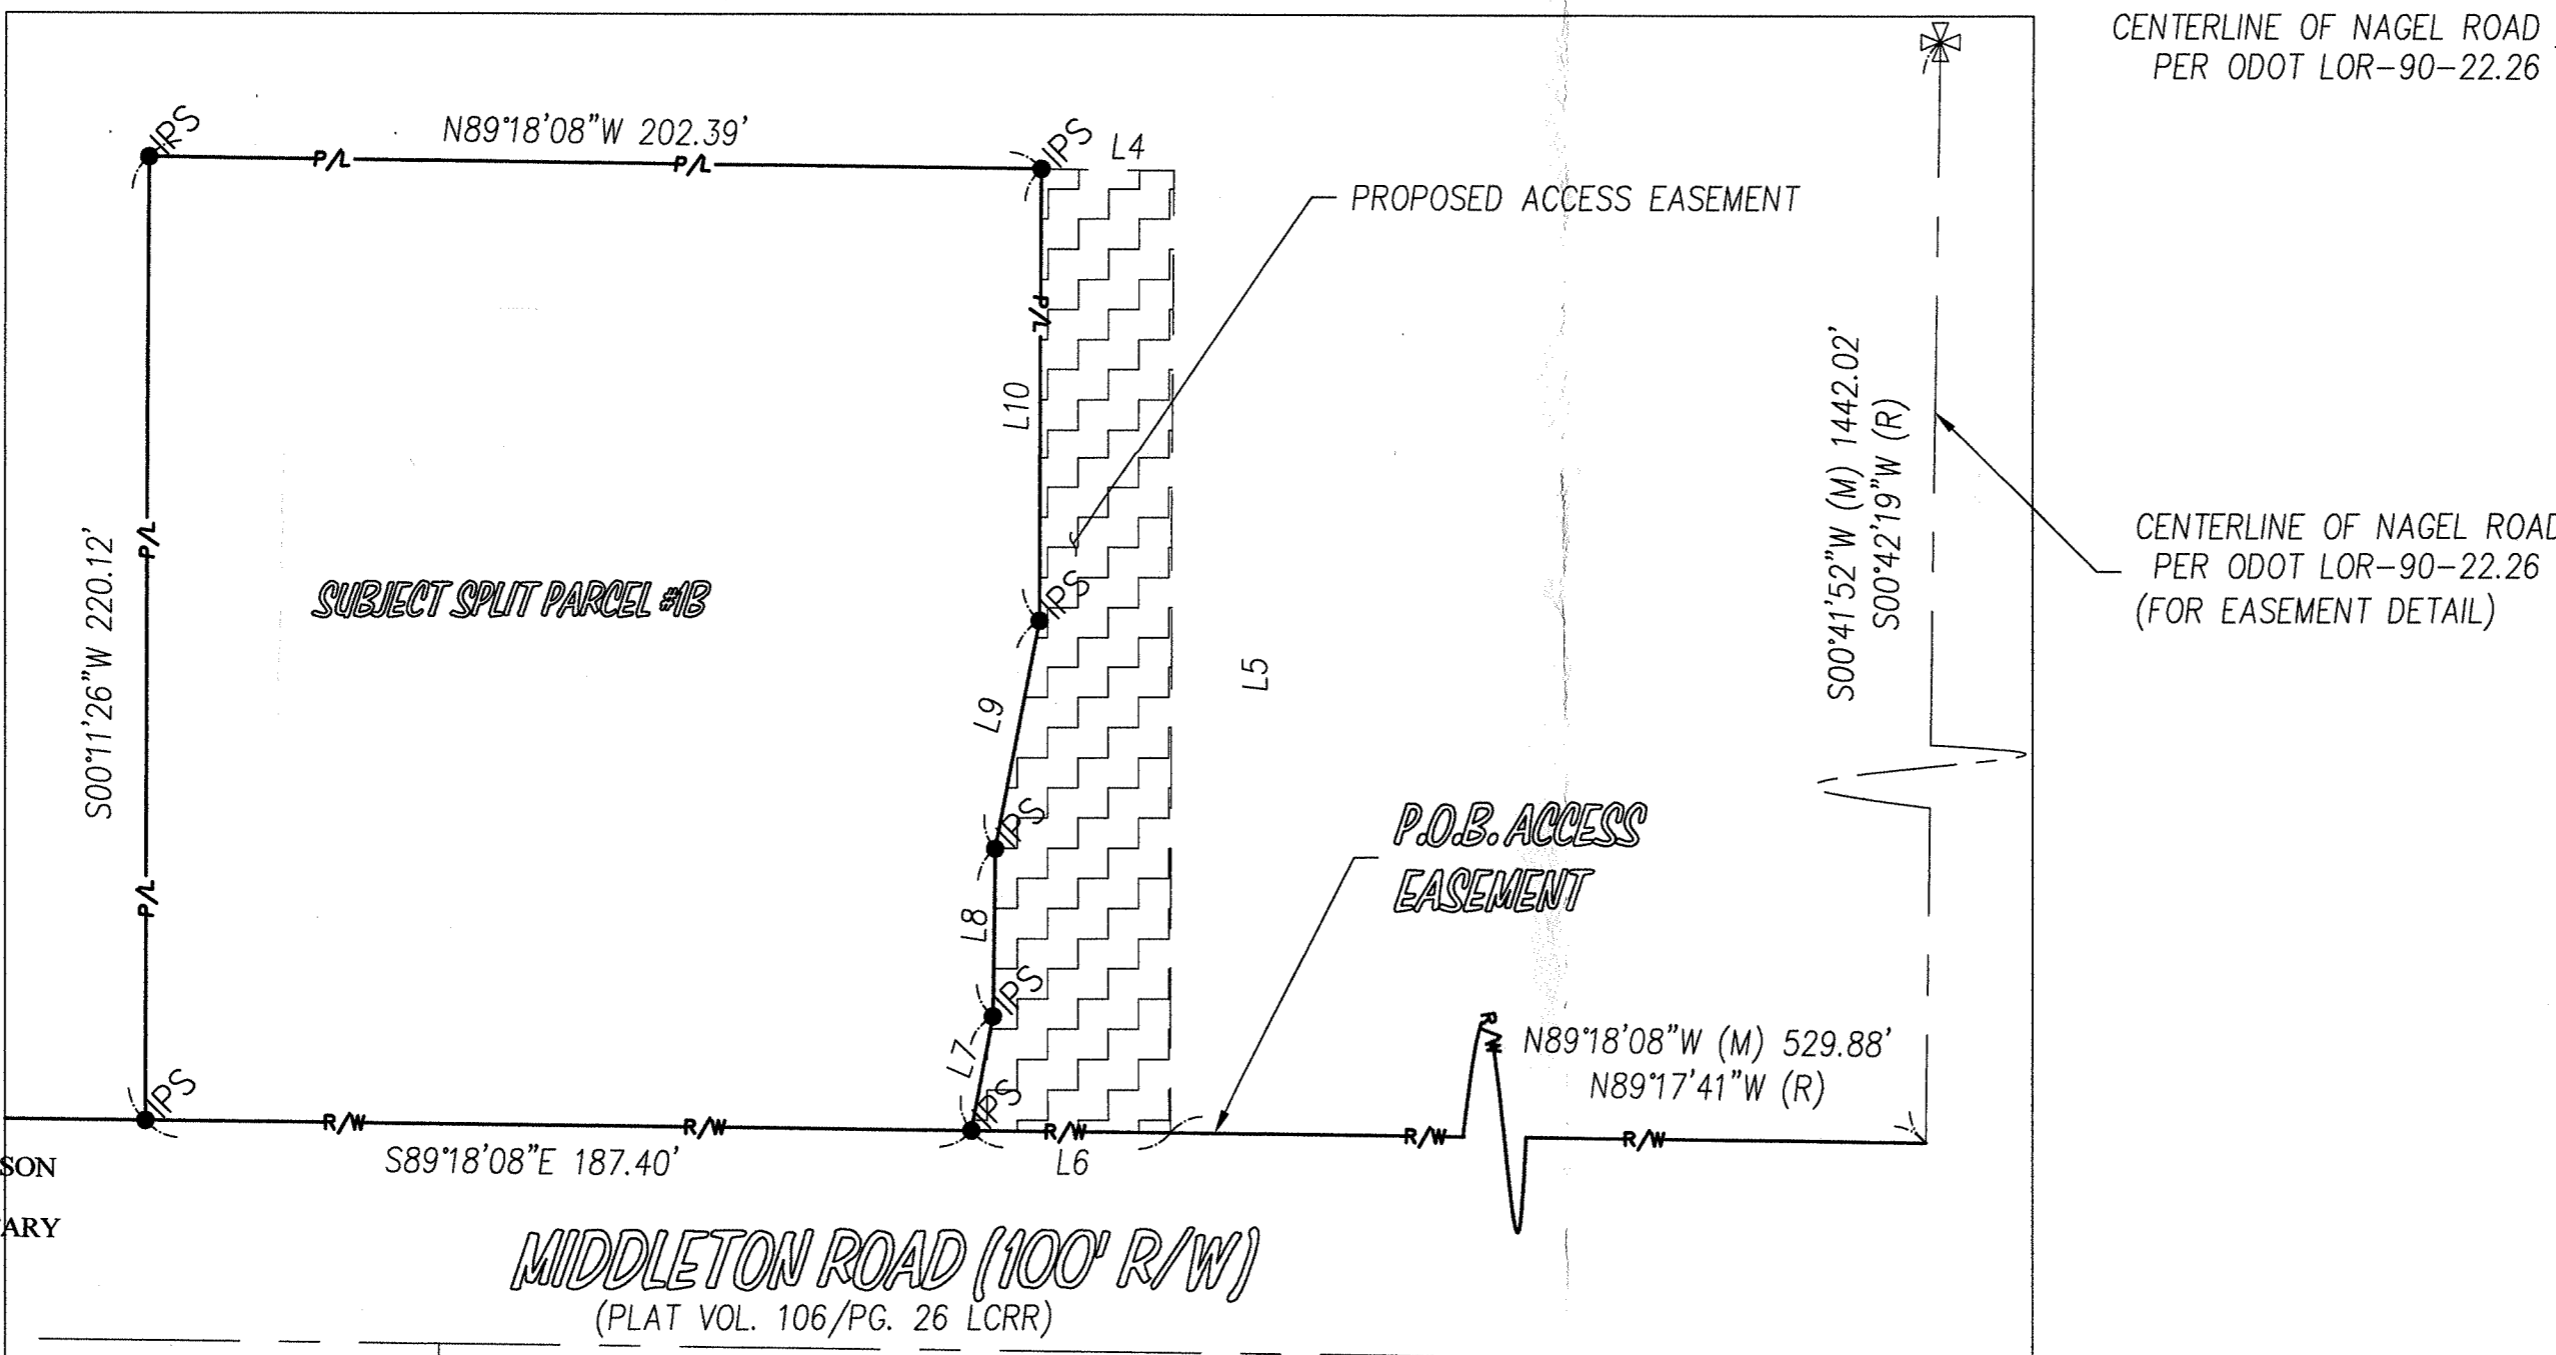 CENTERLINE OF NAGEL ROAD
PER ODOT LOR-90-22.26
N89°18'08"W 202.39'
IPS
IPS
L4
P/L
P/L
PROPOSED ACCESS EASEMENT
P/L
L10
S00°41'52"W (M) 1442.02'
S00°42'19"W (R)
CENTERLINE OF NAGEL ROAD
PER ODOT LOR-90-22.26
(FOR EASEMENT DETAIL)
P/L
S00°11'26"W 220.12'
SUBJECT SPLIT PARCEL #1B
IPS
L5
L9
IPS
P.O.B. ACCESS
EASEMENT
P/L
L8
IPS
L7
R/W
N89°18'08"W (M) 529.88'
N89°17'41"W (R)
IPS
IPS
R/W
R/W
R/W
R/W
R/W
S89°18'08"E 187.40'
L6
SON
ARY
MIDDLETON ROAD (100' R/W)
(PLAT VOL. 106/PG. 26 LCRR)